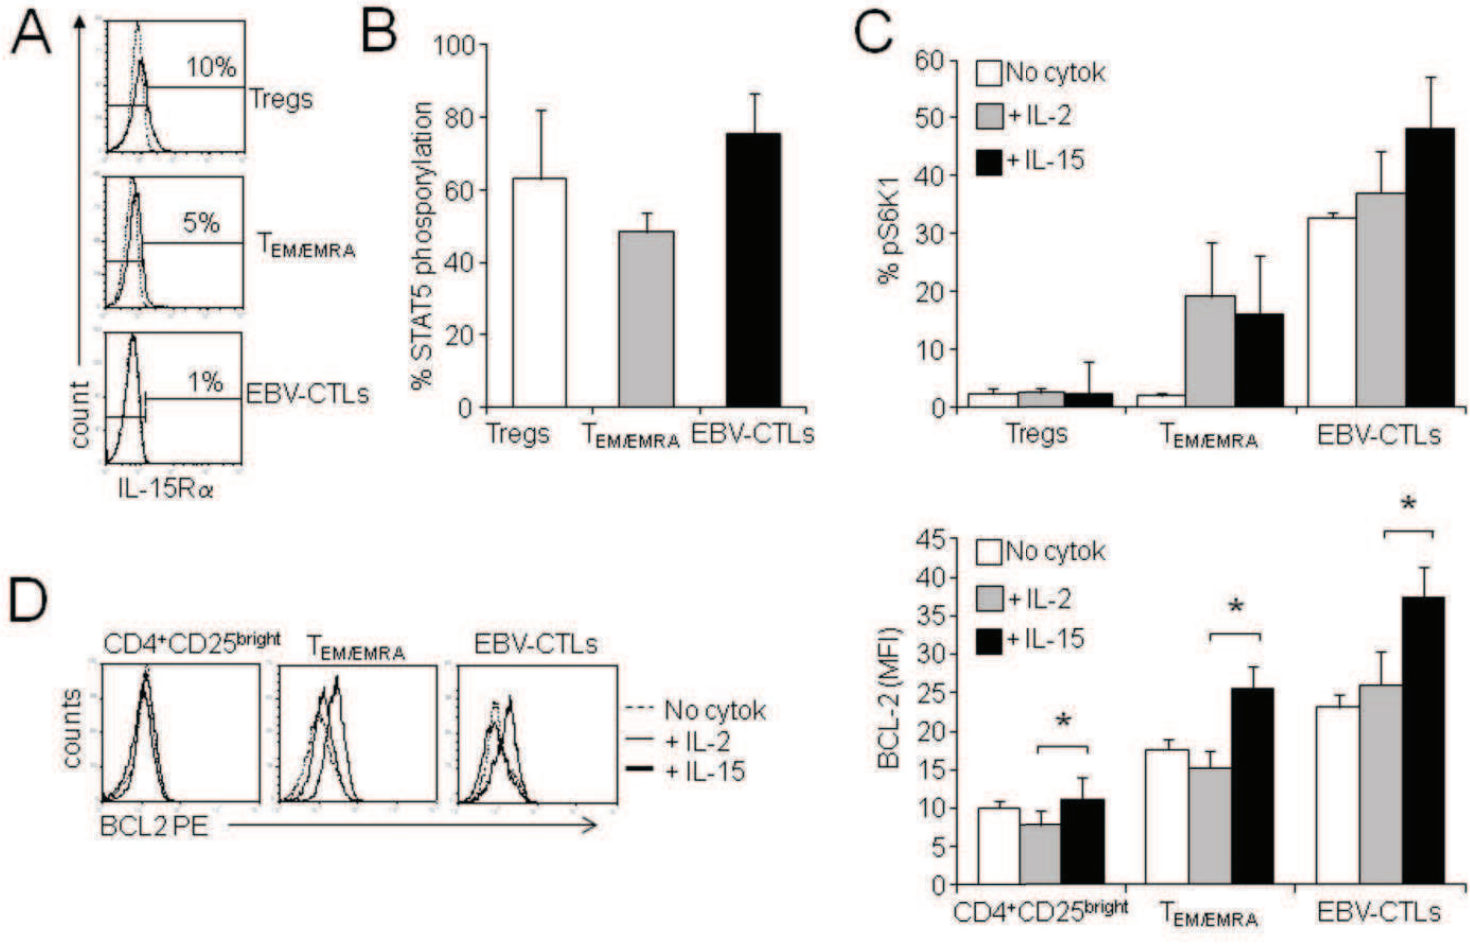 A
10%
Tregs
5%
TEM/EMRA
1%
EBV-CTLs
count
IL-15Rα
B
% STAT5 phosporylation
100
80
60
40
20
0
Tregs TEM/EMRA EBV-CTLs
C
% pS6K1
60
50
40
30
20
10
0
No cytok
+ IL-2
+ IL-15
Tregs TEM/EMRA EBV-CTLs
D
CD4+CD25bright TEM/EMRA EBV-CTLs
counts
No cytok
+ IL-2
+ IL-15
BCL2 PE
BCL-2 (MFI)
45
40
35
30
25
20
15
10
5
0
No cytok
+ IL-2
+ IL-15
*
*
*
CD4+CD25bright TEM/EMRA EBV-CTLs